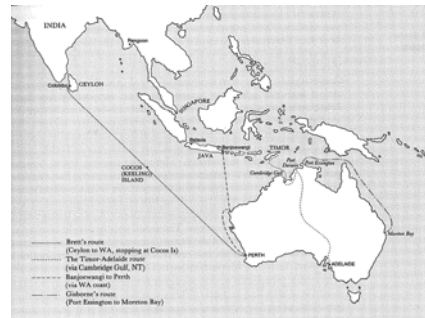 INDIA
Rangoon
Colombo
CEYLON
SINGAPORE
Batavia
Banjoewangi
JAVA
TIMOR
COCOS
(KEELING)
ISLAND
Port
Darwin
Port Essington
Cambridge Gulf
Moreton Bay
PERTH
ADELAIDE
Brett's route
(Ceylon to WA, stopping at Cocos Is)
The Timor-Adelaide route
(via Cambridge Gulf, NT)
Banjoewangi to Perth
(via WA coast)
Gisborne's route
(Port Essington to Moreton Bay)